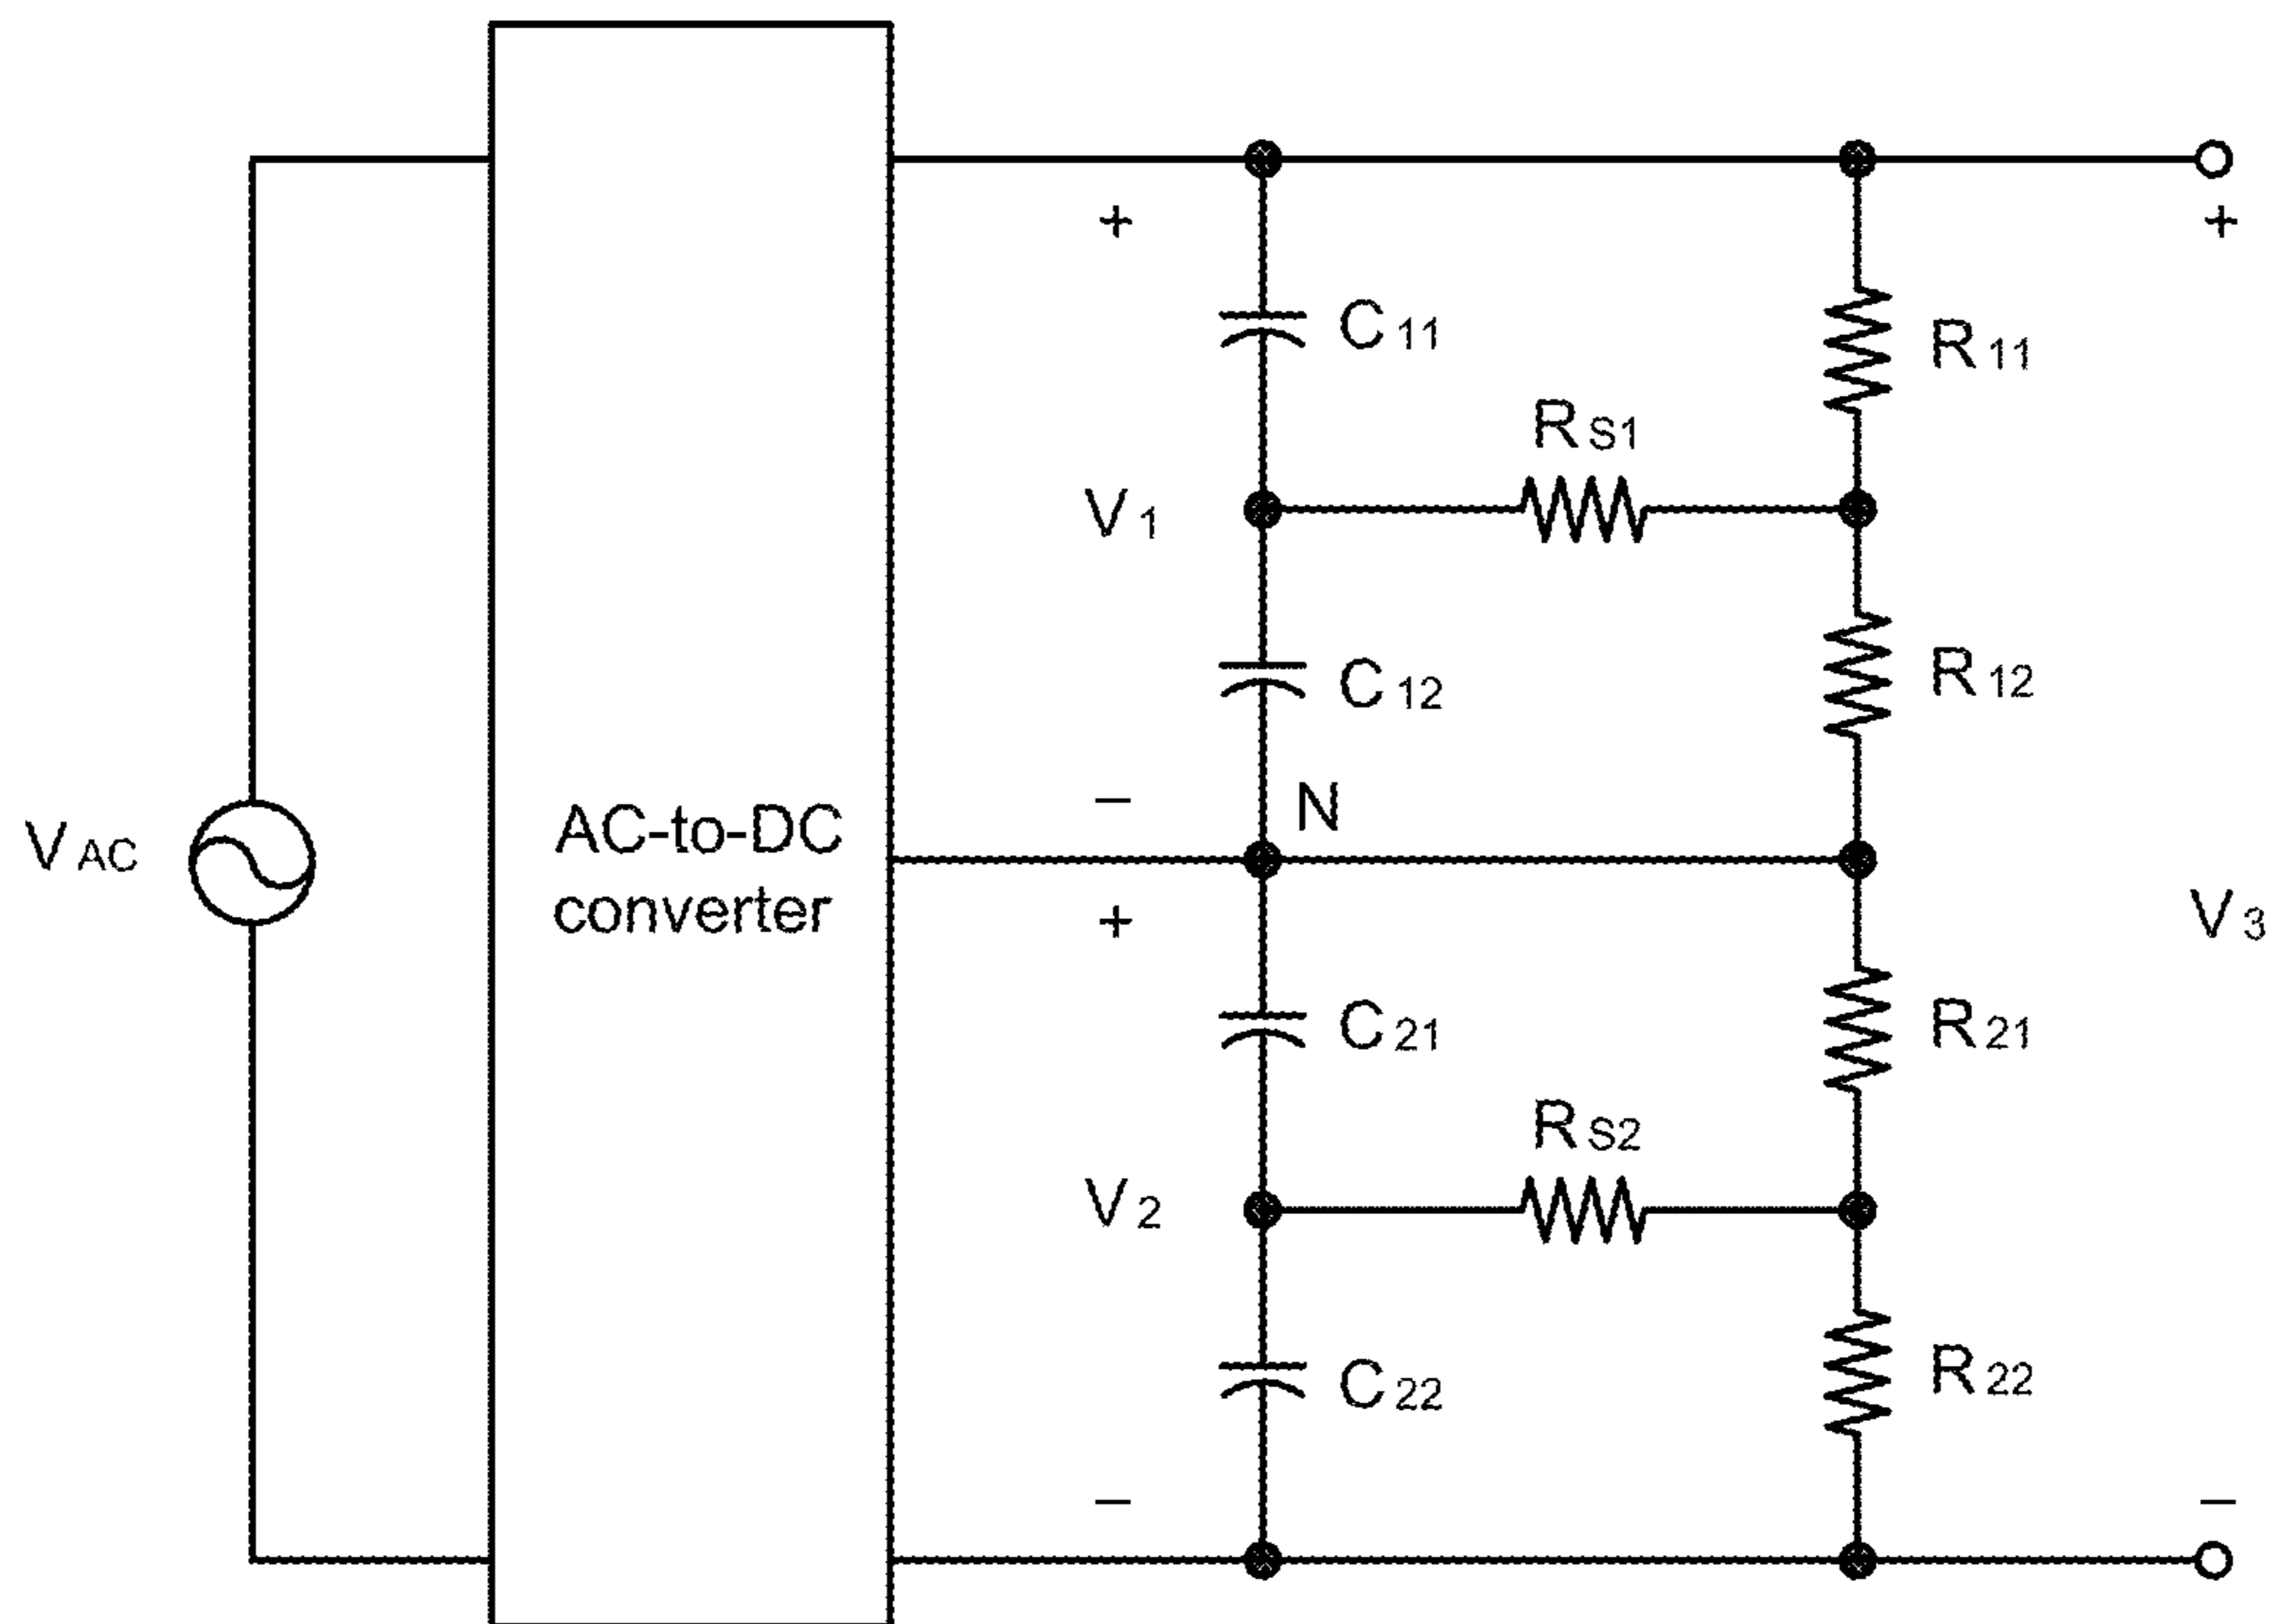 +
+
C11
R11
RS1
V1
C12
R12
–
N
VAC
AC-to-DC
converter
+
V3
C21
R21
RS2
V2
C22
R22
–
–